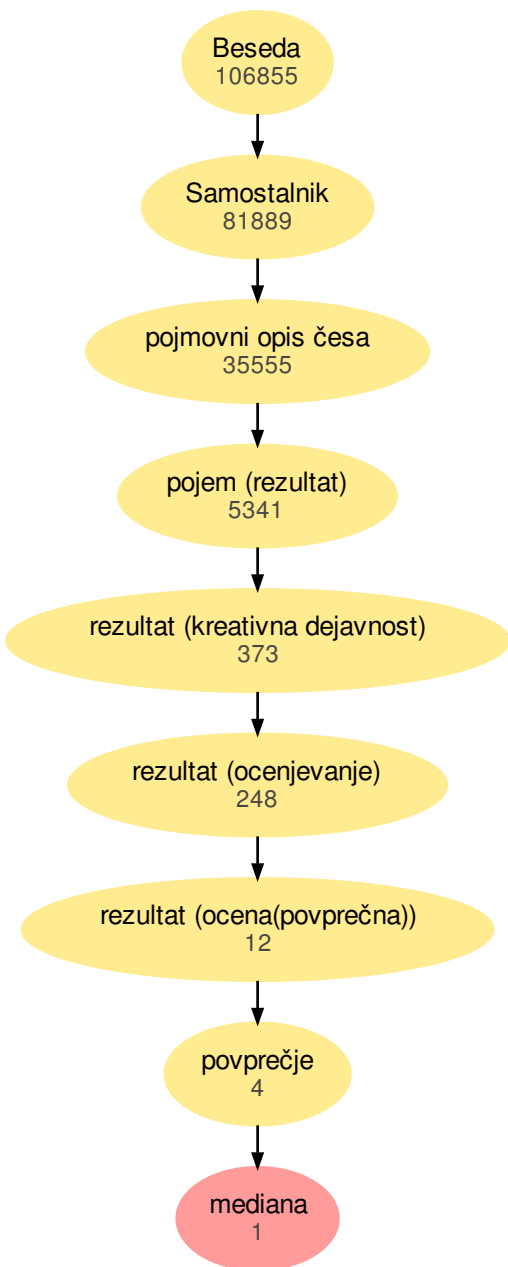 Beseda
106855
Samostalnik
81889
pojmovni opis česa
35555
pojem (rezultat)
5341
rezultat (kreativna dejavnost)
373
rezultat (ocenjevanje)
248
rezultat (ocena(povprečna))
12
povprečje
4
mediana
1